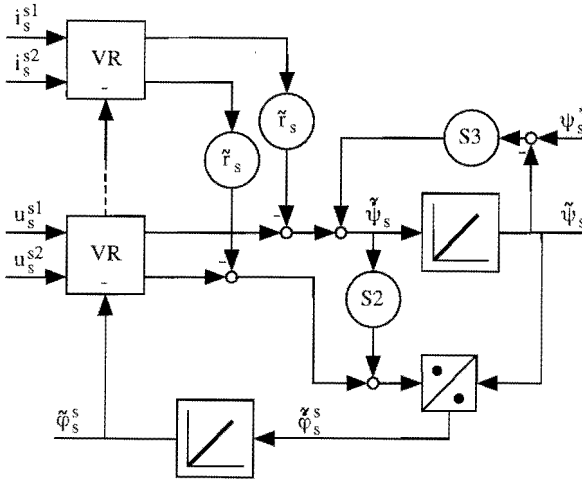 i_s^{s1}
VR
i_s^{s2}
-
r̃_s
r̃_s
S3
ψ_s^*
-
u_s^{s1}
-
ψ̃̇_s
ψ̃_s
VR
u_s^{s2}
-
-
S2
φ̃_s^s
φ̃̇_s^s